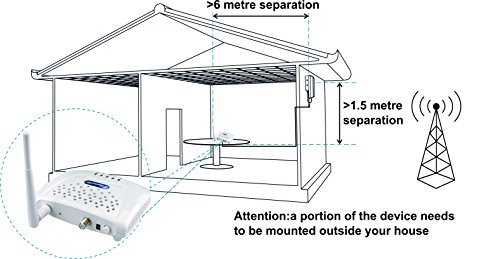 >6 metre separation
>1.5 metre
separation
Attention:a portion of the device needs
to be mounted outside your house